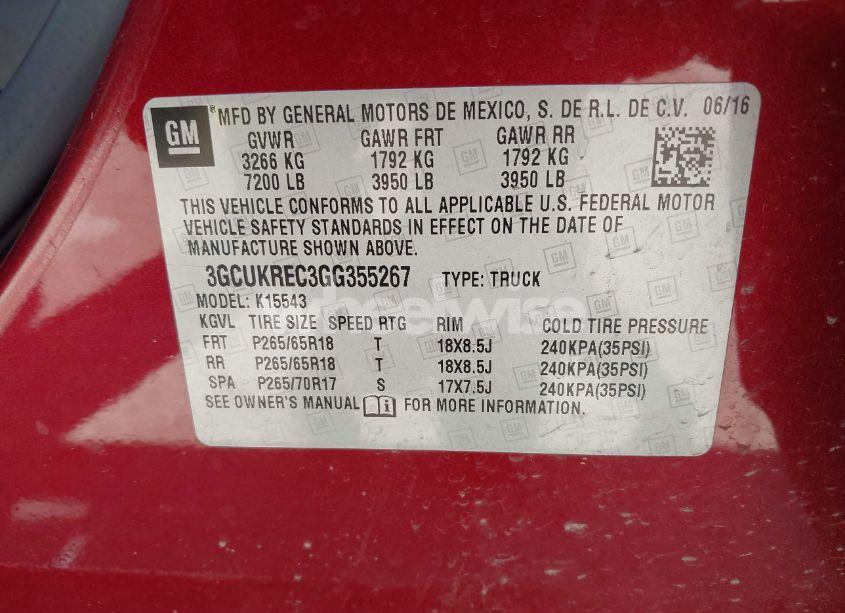 GM ® MFD BY GENERAL MOTORS DE MEXICO, S. DE R.L. DE C.V. 06/16
GVWR GAWR FRT GAWR RR
3266 KG 1792 KG 1792 KG
7200 LB 3950 LB 3950 LB
THIS VEHICLE CONFORMS TO ALL APPLICABLE U.S. FEDERAL MOTOR
VEHICLE SAFETY STANDARDS IN EFFECT ON THE DATE OF
MANUFACTURE SHOWN ABOVE.
3GCUKREC3GG355267 TYPE: TRUCK
MODEL: K15543
KGVL TIRE SIZE SPEED RTG RIM COLD TIRE PRESSURE
FRT P265/65R18 T 18X8.5J 240KPA(35PSI)
RR P265/65R18 T 18X8.5J 240KPA(35PSI)
SPA P265/70R17 S 17X7.5J 240KPA(35PSI)
SEE OWNER'S MANUAL i FOR MORE INFORMATION.